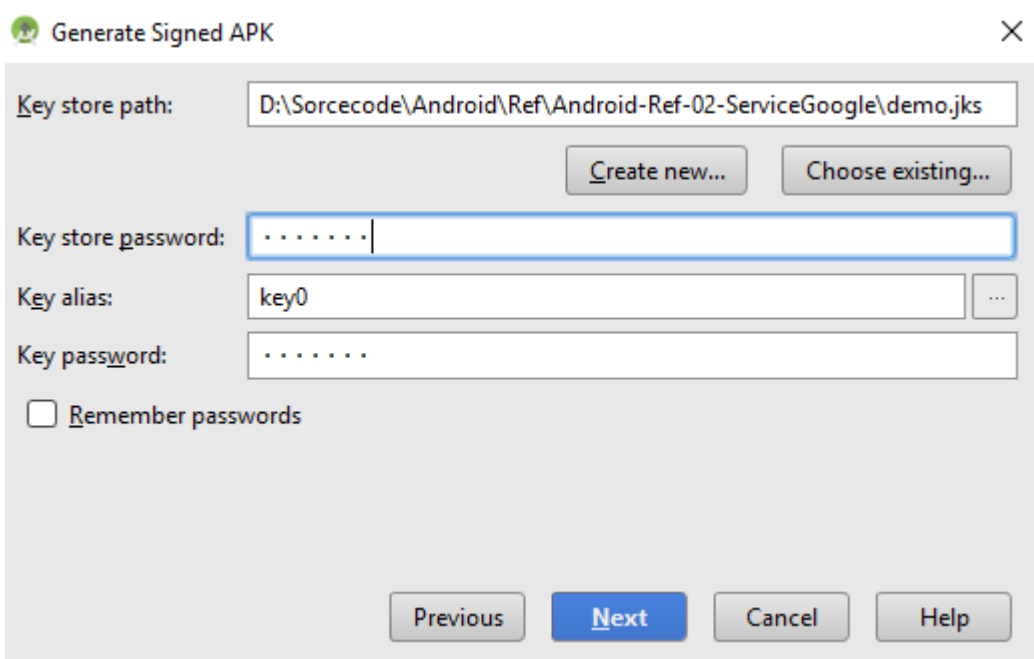 Generate Signed APK
Key store path: D:\Sorcecode\Android\Ref\Android-Ref-02-ServiceGoogle\demo.jks
Create new... Choose existing...
Key store password: ·······
Key alias: key0 ...
Key password: ·······
Remember passwords
Previous Next Cancel Help